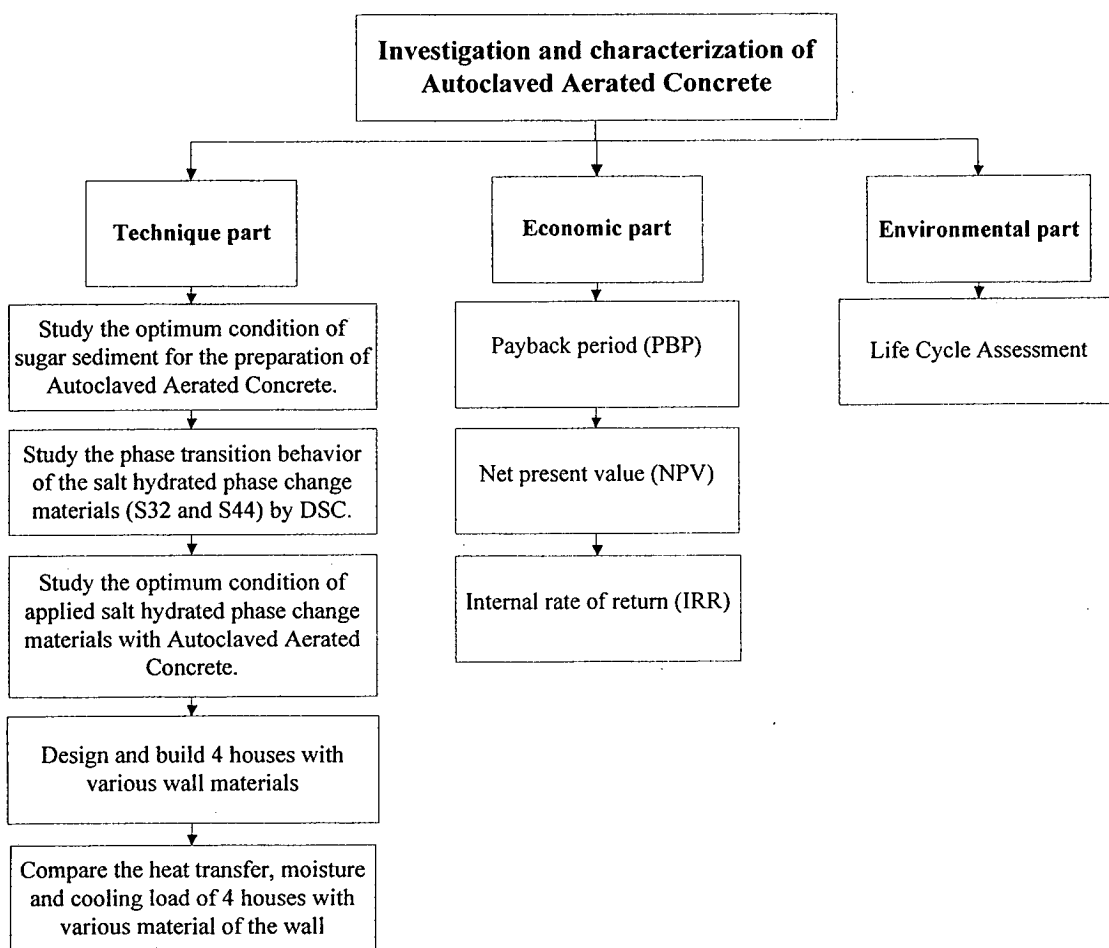 Investigation and characterization of
Autoclaved Aerated Concrete
Technique part
Economic part
Environmental part
Study the optimum condition of
sugar sediment for the preparation of
Autoclaved Aerated Concrete.
Study the phase transition behavior
of the salt hydrated phase change
materials (S32 and S44) by DSC.
Study the optimum condition of
applied salt hydrated phase change
materials with Autoclaved Aerated
Concrete.
Design and build 4 houses with
various wall materials
Compare the heat transfer, moisture
and cooling load of 4 houses with
various material of the wall
Payback period (PBP)
Net present value (NPV)
Internal rate of return (IRR)
Life Cycle Assessment